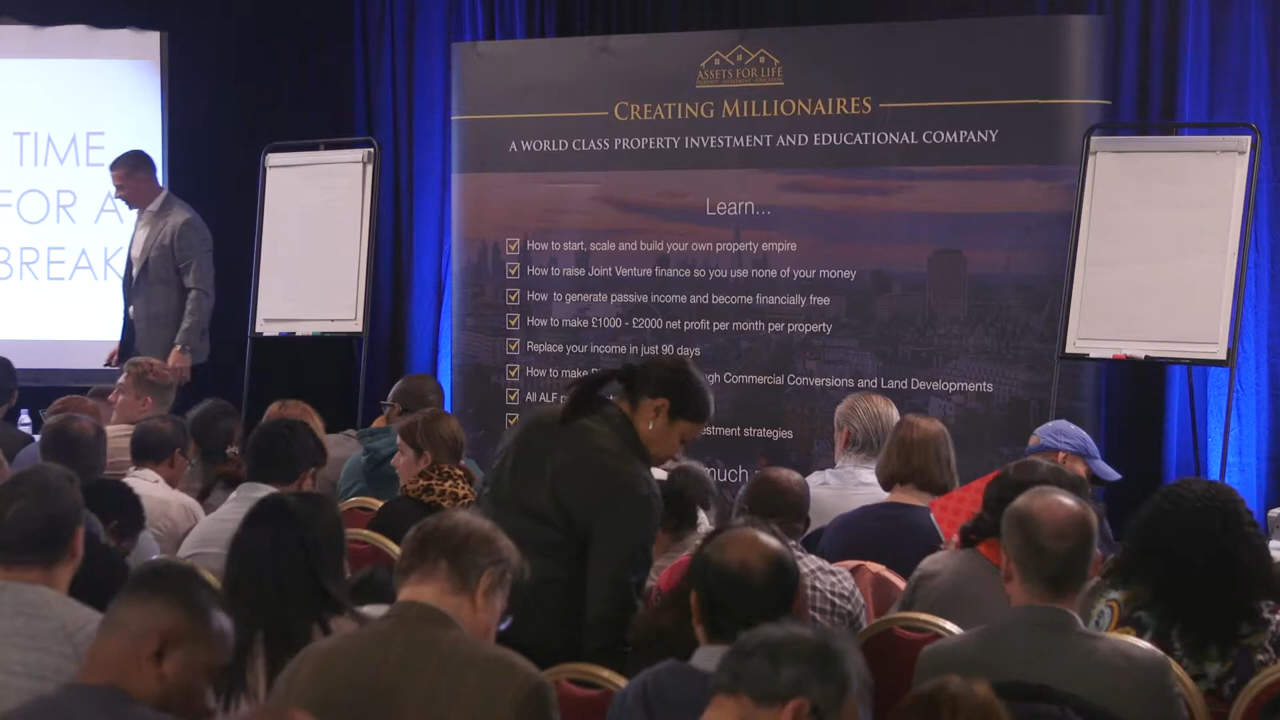 TIME
FOR A
BREAK
ASSETS FOR LIFE
CREATING MILLIONAIRES
A WORLD CLASS PROPERTY INVESTMENT AND EDUCATIONAL COMPANY
Learn...
How to start, scale and build your own property empire
How to raise Joint Venture finance so you use none of your money
How to generate passive income and become financially free
How to make £1000 - £2000 net profit per month per property
Replace your income in just 90 days
How to make Commercial Conversions and Land Developments
All ALF
strategies
much